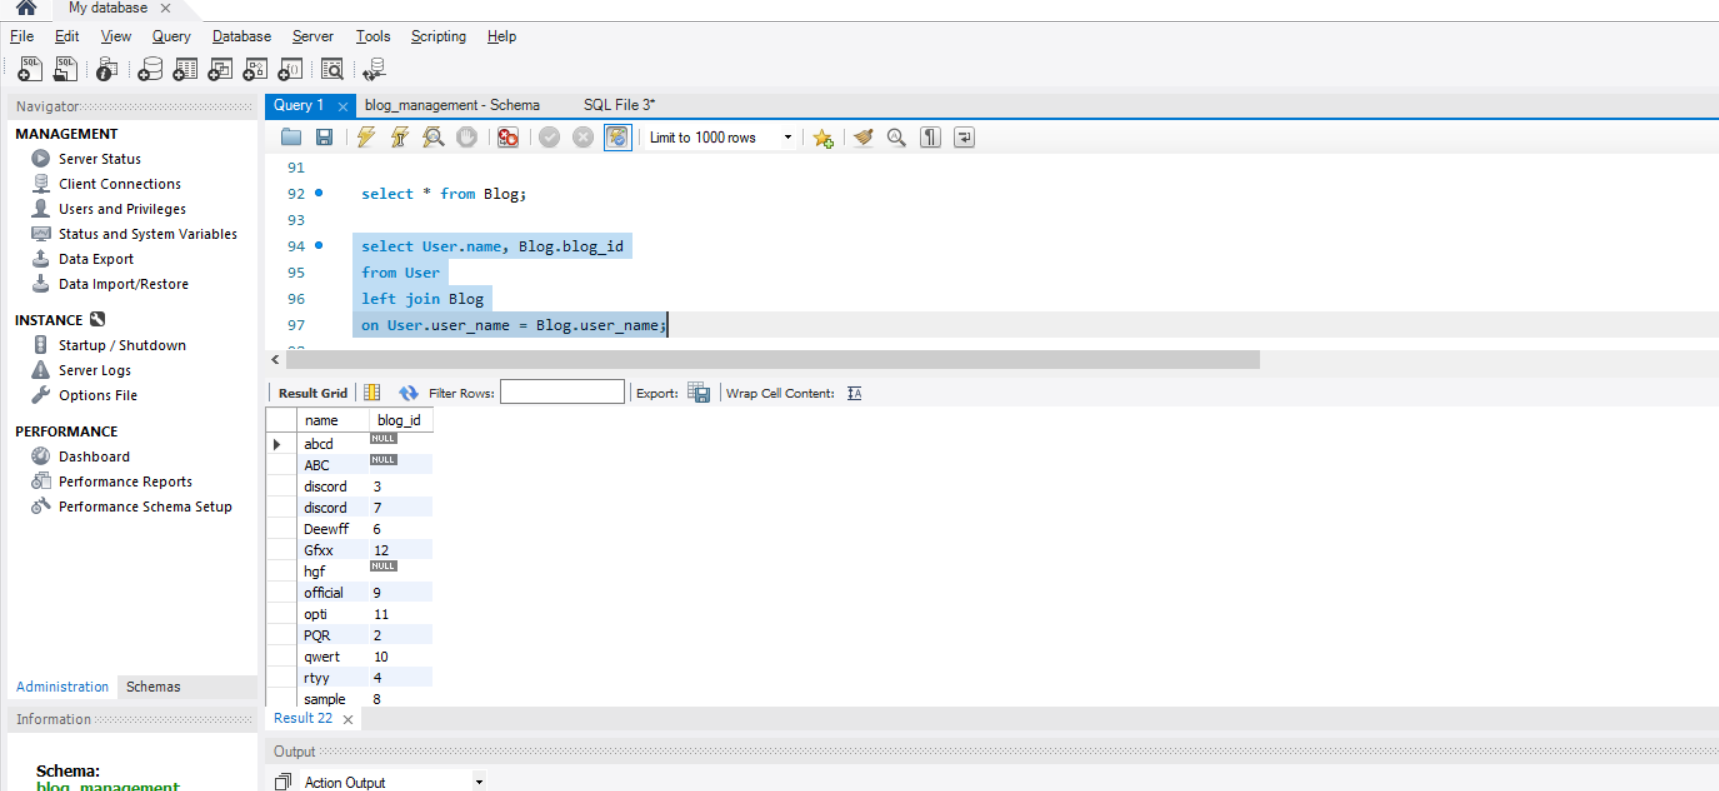 My database ×
File Edit View Query Database Server Tools Scripting Help
Navigator
MANAGEMENT
Server Status
Client Connections
Users and Privileges
Status and System Variables
Data Export
Data Import/Restore
INSTANCE
Startup / Shutdown
Server Logs
Options File
PERFORMANCE
Dashboard
Performance Reports
Performance Schema Setup
Administration Schemas
Information
Schema:
blog_management
Query 1 × blog_management - Schema SQL File 3*
Limit to 1000 rows
91
92 select * from Blog;
93
94 select User.name, Blog.blog_id
95 from User
96 left join Blog
97 on User.user_name = Blog.user_name;
98
Result Grid Filter Rows: Export: Wrap Cell Content:
name blog_id
abcd NULL
ABC NULL
discord 3
discord 7
Deewff 6
Gfxx 12
hgf NULL
official 9
opti 11
PQR 2
qwert 10
rtyy 4
sample 8
Result 22 ×
Output
Action Output